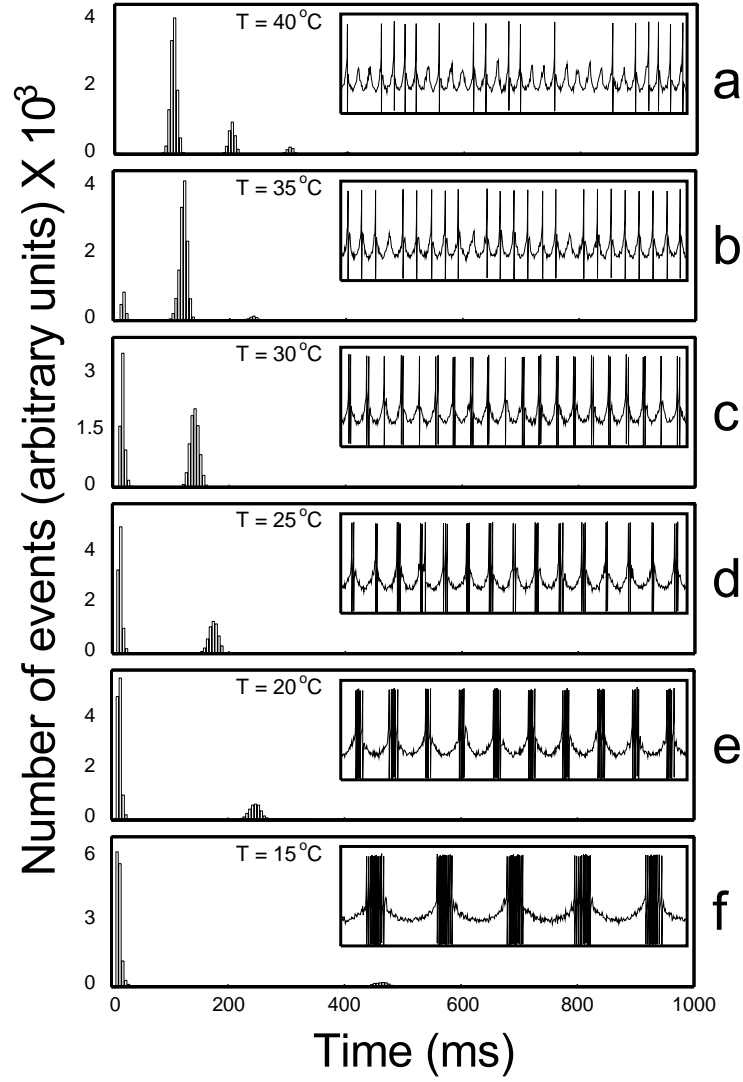 Number of events (arbitrary units) X 10³
4
2
0
T = 40 °C
a
4
2
0
T = 35 °C
b
3
1.5
0
T = 30 °C
c
4
2
0
T = 25 °C
d
4
2
0
T = 20 °C
e
6
3
0
T = 15 °C
f
0 200 400 600 800 1000
Time (ms)